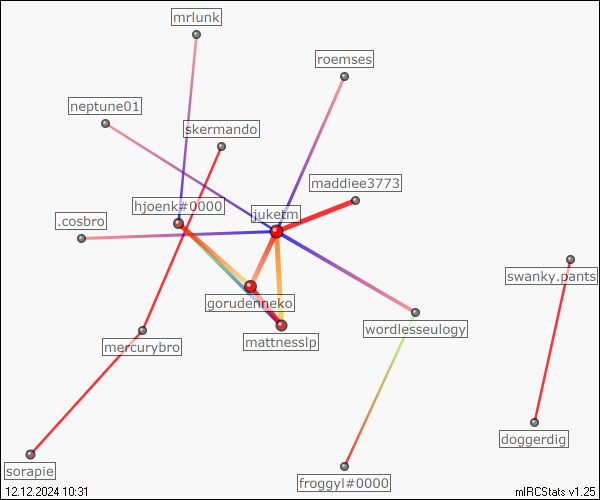 mrlunk
roemses
neptune01
skermando
maddiee3773
hjoenk#0000
juketm
.cosbro
swanky.pants
gorudenneko
wordlesseulogy
mattnesslp
mercurybro
doggerdig
sorapie
froggyl#0000
12.12.2024 10:31
mIRCStats v1.25